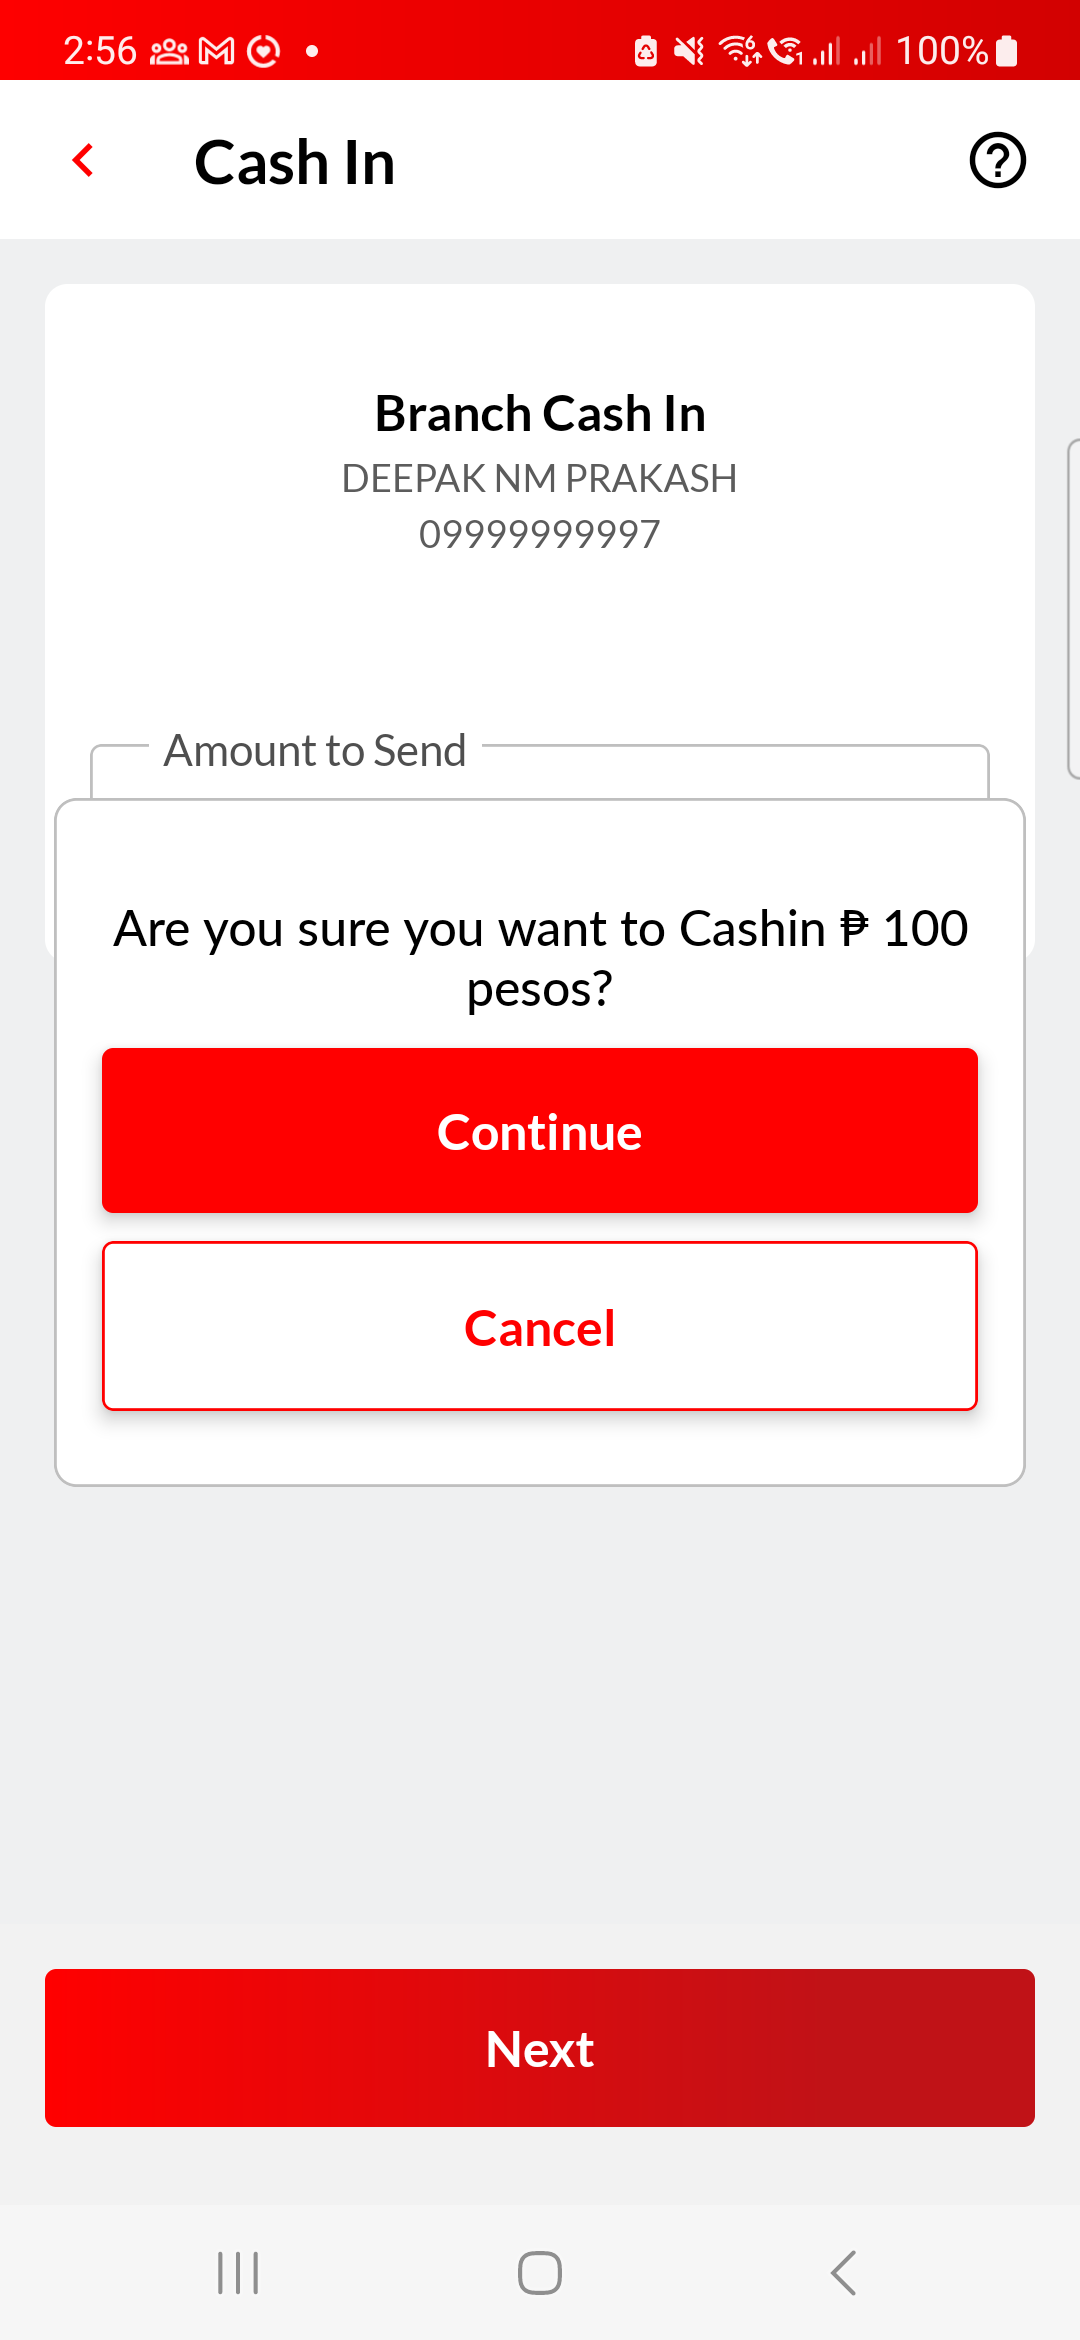 2:56
100%
Cash In
Branch Cash In
DEEPAK NM PRAKASH
09999999997
Amount to Send
Are you sure you want to Cashin ₱ 100
pesos?
Continue
Cancel
Next